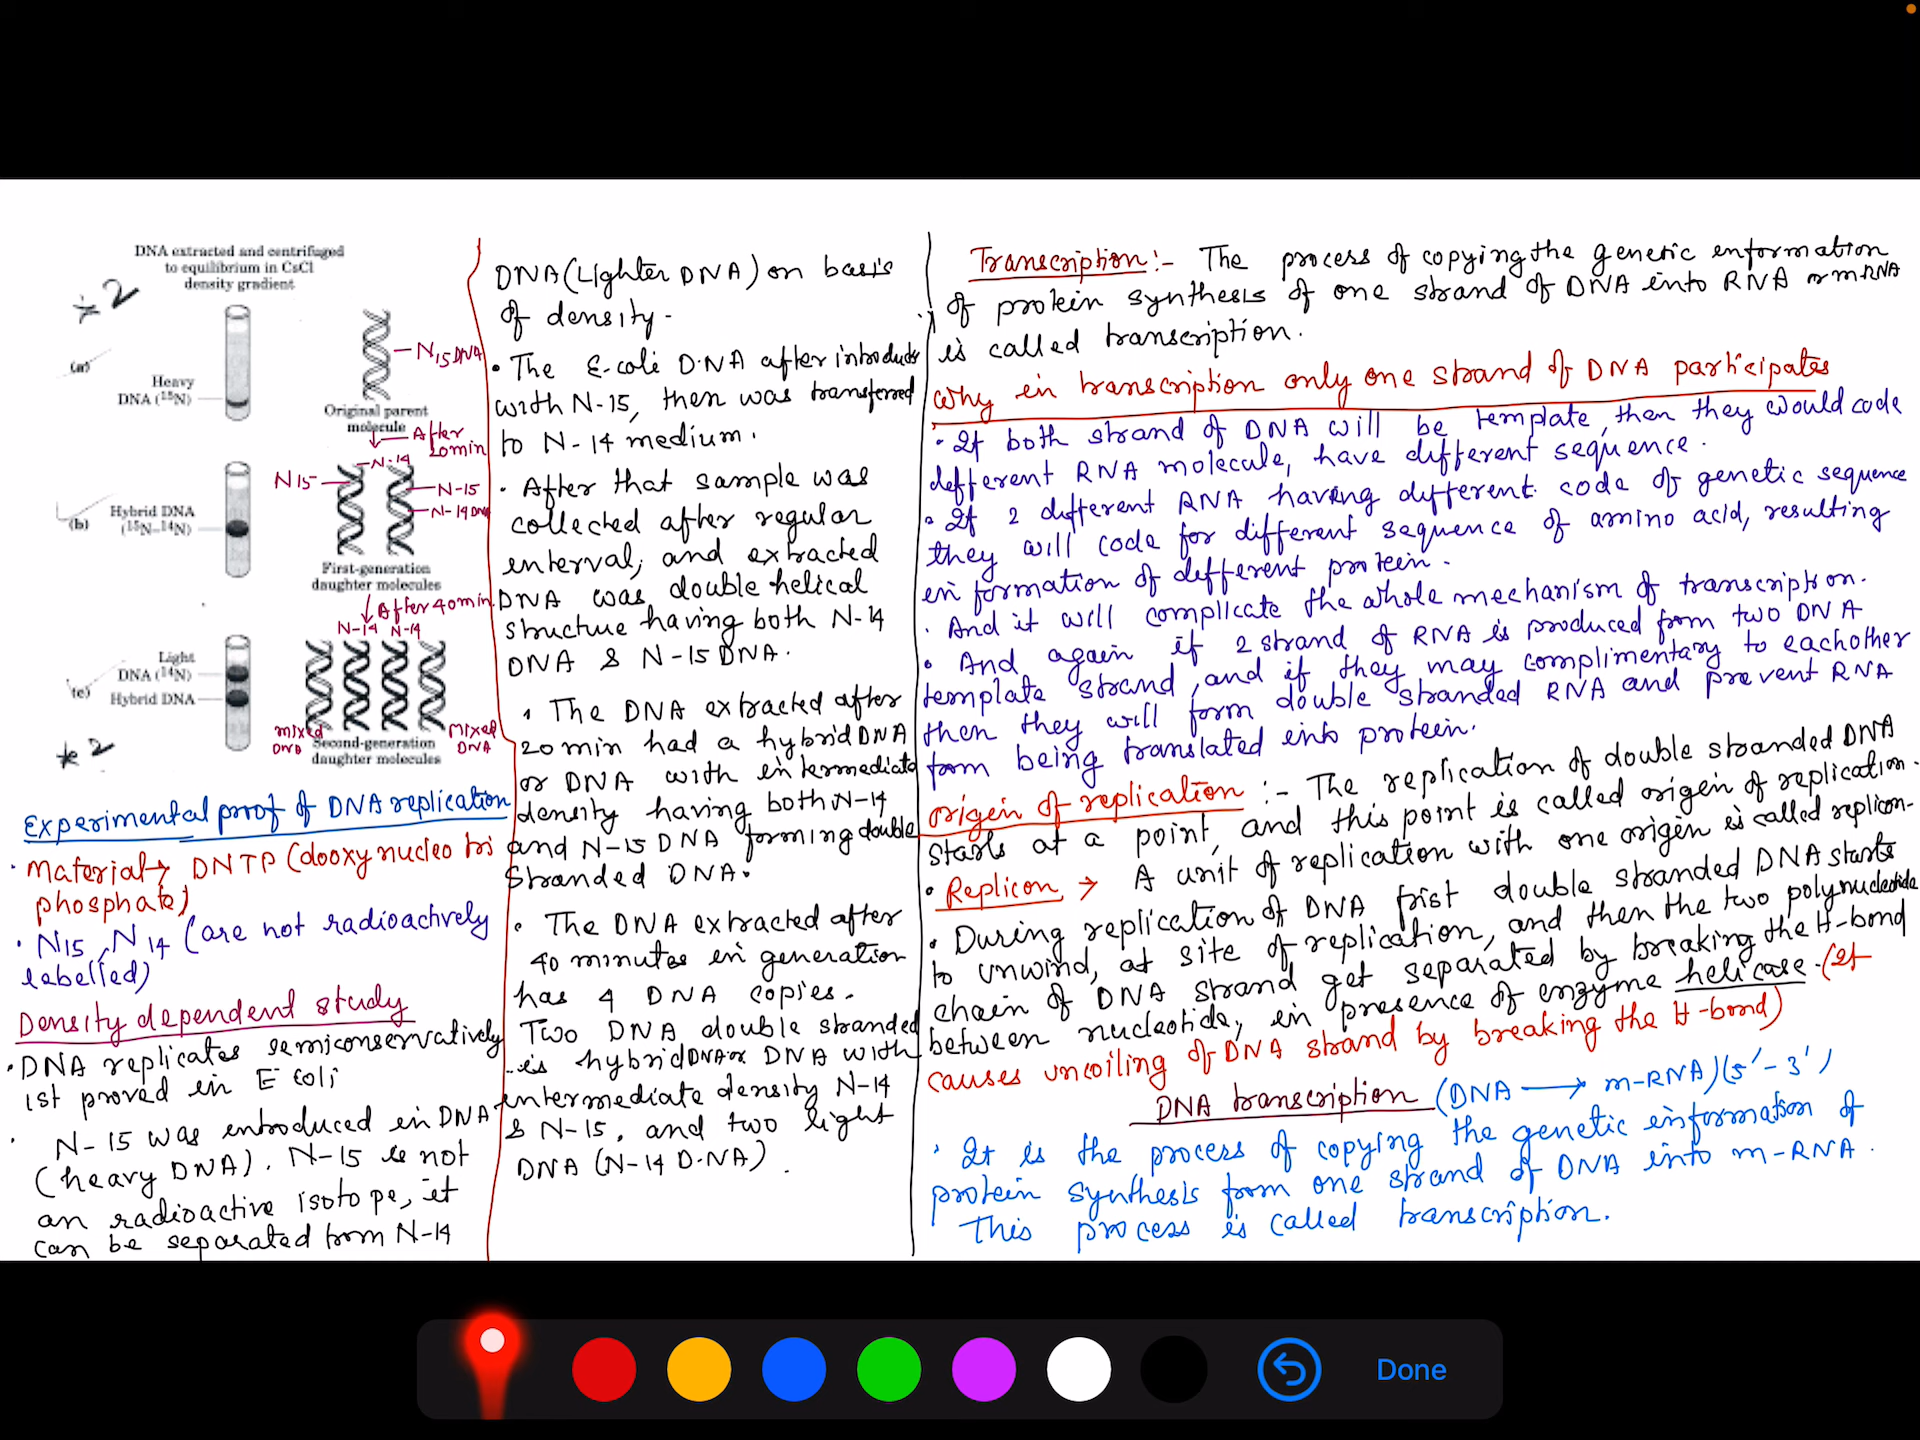 DNA extracted and centrifuged
to equilibrium in CsCl
density gradient
2
(a)
Heavy
DNA (15N)
N15 DNA
Original parent
molecule
After
20min
N-14
N15
N-15
N-14 DNA
(b)
Hybrid DNA
(15N–14N)
First-generation
daughter molecules
After 40min
N-14 N-14
(c)
Light
DNA (14N)
Hybrid DNA
mixed
DNA
Mixed
DNA
Second-generation
daughter molecules
2
Experimental proof of DNA replication
· Material → DNTP (dooxy nucleo tri
phosphate)
· N15, N14 (are not radioactively
labelled)
Density dependent study
· DNA replicates semiconservatively
1st proved in E Coli
· N-15 was introduced in DNA
(heavy DNA). N-15 is not
an radioactive isotope, it
can be separated from N-14
DNA (Lighter DNA) on basis
of density.
· The E-coli DNA after introduce
with N-15, then was transferred
to N-14 medium.
· After that sample was
collected after regular
interval, and extracted
DNA was double helical
structure having both N-14
DNA & N-15 DNA.
· The DNA extracted after
20min had a hybrid DNA
or DNA with intermediate
density having both N-14
and N-15 DNA forming double
Stranded DNA.
· The DNA extracted after
40 minutes in generation
has 4 DNA copies.
Two DNA double stranded
is hybrid DNA or DNA with
intermediate density N-14
& N-15. and two light
DNA (N-14 DNA).
Transcription:- The process of copying the genetic information
of protein synthesis of one strand of DNA into RNA or mRNA
is called transcription.
Why in transcription only one strand of DNA participates
· If both strand of DNA will be template, then they would code
different RNA molecule, have different sequence.
· If 2 different RNA having different code of genetic sequence
they will code for different sequence of amino acid, resulting
in formation of different protein.
· And it will complicate the whole mechanism of transcription.
· And again if 2 strand of RNA is produced from two DNA
template strand, and if they may complimentary to eachother
then they will form double stranded RNA and prevent RNA
from being translated into protein.
Origin of replication :- The replication of double stranded DNA
starts at a point, and this point is called origin of replication.
· Replicon → A unit of replication with one origin is called replicon.
· During replication of DNA frist double stranded DNA starts
to unwind, at site of replication, and then the two polynucleotide
chain of DNA strand get separated by breaking the H-bond
between nucleotide, in presence of enzyme helicase. (It
causes uncoiling of DNA strand by breaking the H-bond)
DNA transcription (DNA → m-RNA) (5'-3')
· It is the process of copying the genetic information of
protein synthesis from one strand of DNA into m-RNA.
This process is called transcription.
Done